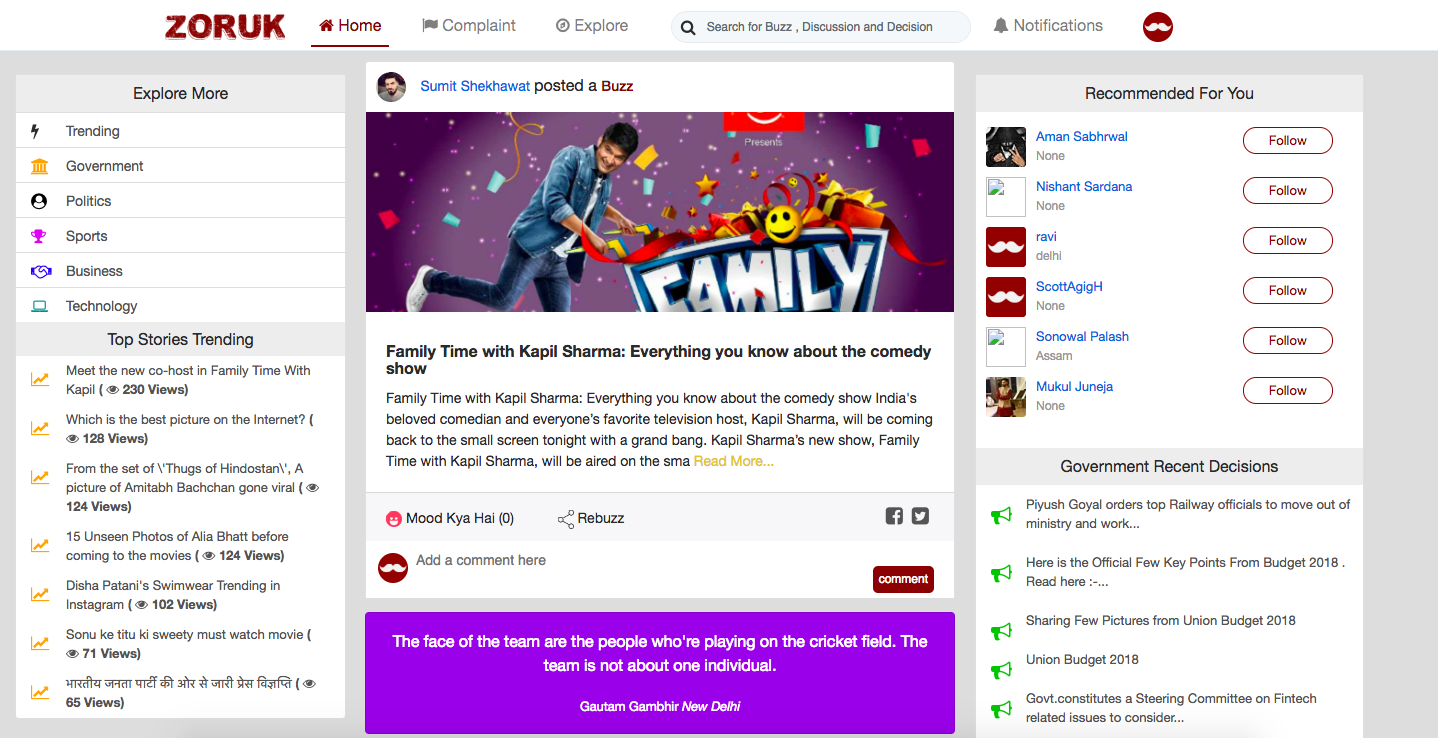 ZORUK
Home
Complaint
Explore
Search for Buzz , Discussion and Decision
Notifications
Explore More
Trending
Government
Politics
Sports
Business
Technology
Top Stories Trending
Meet the new co-host in Family Time With
Kapil ( 230 Views)
Which is the best picture on the Internet? (
128 Views)
From the set of \'Thugs of Hindostan\', A
picture of Amitabh Bachchan gone viral (
124 Views)
15 Unseen Photos of Alia Bhatt before
coming to the movies ( 124 Views)
Disha Patani's Swimwear Trending in
Instagram ( 102 Views)
Sonu ke titu ki sweety must watch movie (
71 Views)
भारतीय जनता पार्टी की ओर से जारी प्रेस विज्ञप्ति (
65 Views)
Sumit Shekhawat posted a Buzz
Presents
FAMILY
Family Time with Kapil Sharma: Everything you know about the comedy
show
Family Time with Kapil Sharma: Everything you know about the comedy show India's
beloved comedian and everyone’s favorite television host, Kapil Sharma, will be coming
back to the small screen tonight with a grand bang. Kapil Sharma’s new show, Family
Time with Kapil Sharma, will be aired on the sma Read More...
Mood Kya Hai (0)
Rebuzz
Add a comment here
comment
The face of the team are the people who're playing on the cricket field. The
team is not about one individual.
Gautam Gambhir New Delhi
Recommended For You
Aman Sabhrwal
None
Follow
Nishant Sardana
None
Follow
ravi
delhi
Follow
ScottAgigH
None
Follow
Sonowal Palash
Assam
Follow
Mukul Juneja
None
Follow
Government Recent Decisions
Piyush Goyal orders top Railway officials to move out of
ministry and work...
Here is the Official Few Key Points From Budget 2018 .
Read here :-...
Sharing Few Pictures from Union Budget 2018
Union Budget 2018
Govt.constitutes a Steering Committee on Fintech
related issues to consider...